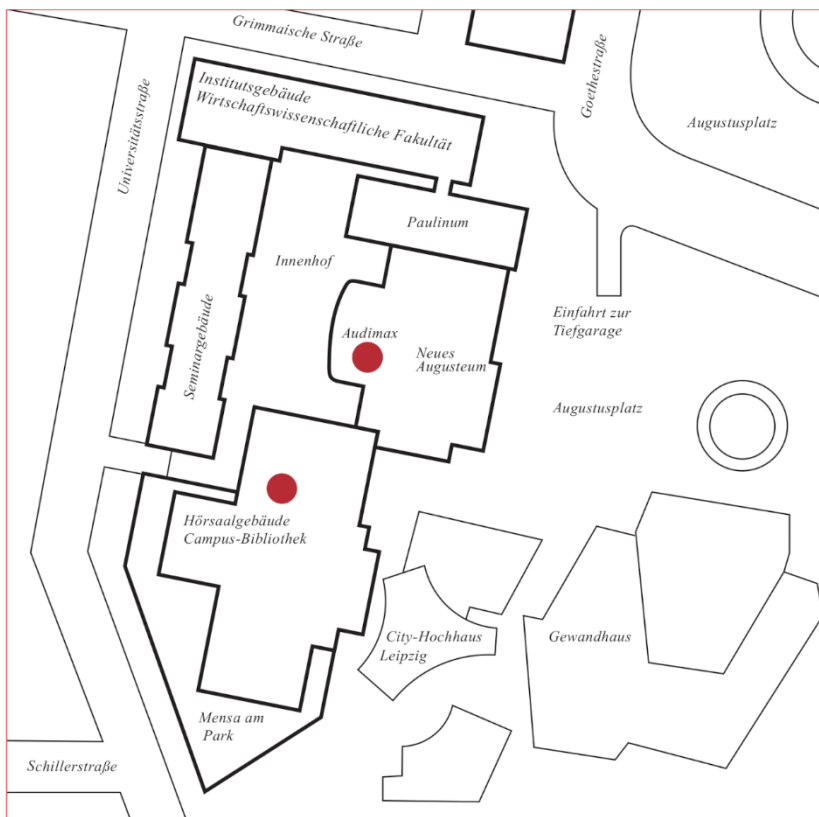 Grimmaische Straße
Goethestraße
Augustusplatz
Institutsgebäude
Wirtschaftswissenschaftliche Fakultät
Universitätsstraße
Paulinum
Innenhof
Einfahrt zur
Tiefgarage
Audimax
Neues
Augusteum
Seminargebäude
Augustusplatz
Hörsaalgebäude
Campus-Bibliothek
City-Hochhaus
Leipzig
Gewandhaus
Mensa am
Park
Schillerstraße